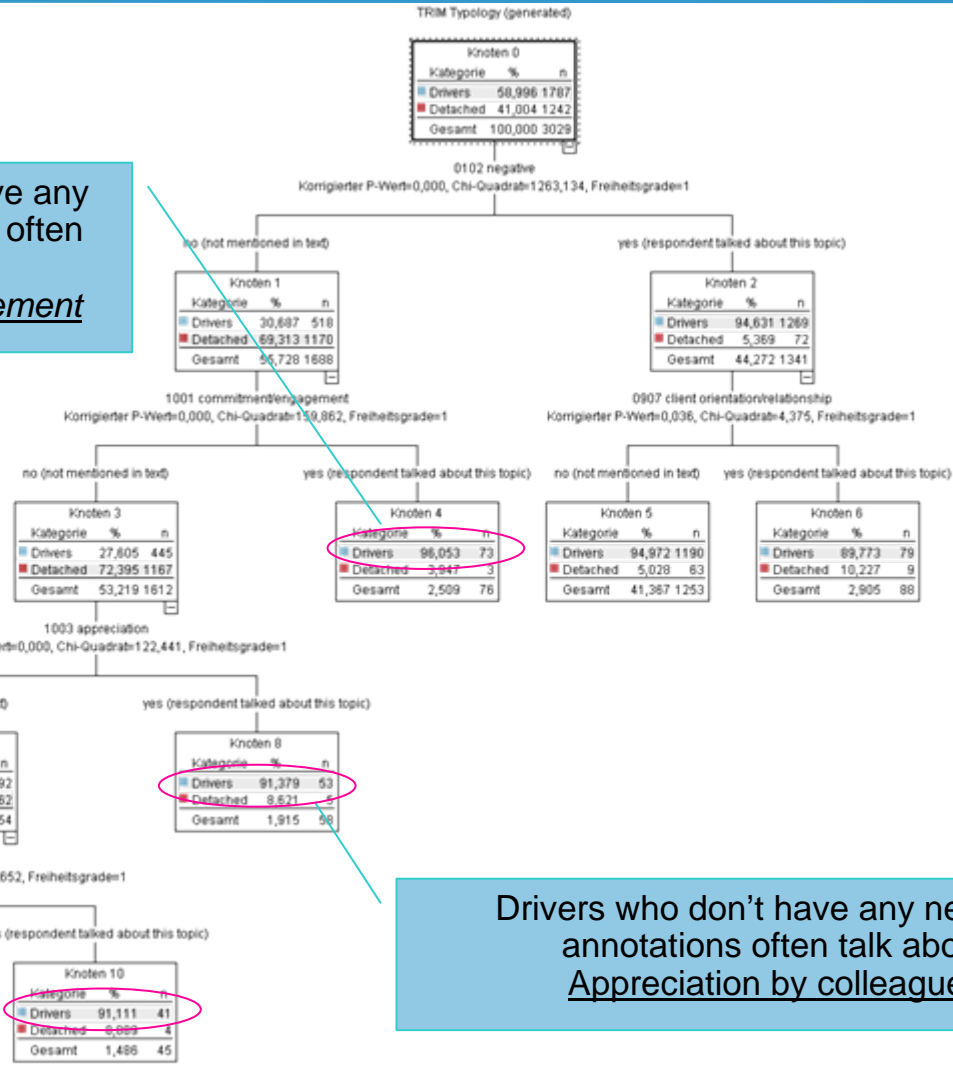 TRIM Typology (generated)
Knoten 0
Kategorie % n
Drivers 58,996 1787
Detached 41,004 1242
Gesamt 100,000 3029
0102 negative
Korrigierter P-Wert=0,000, Chi-Quadrat=1263,134, Freiheitsgrade=1
ve any
often
ement
no (not mentioned in text)
yes (respondent talked about this topic)
Knoten 1
Kategorie % n
Drivers 30,687 518
Detached 69,313 1170
Gesamt 55,728 1688
Knoten 2
Kategorie % n
Drivers 94,631 1269
Detached 5,369 72
Gesamt 44,272 1341
1001 commitment/engagement
Korrigierter P-Wert=0,000, Chi-Quadrat=159,862, Freiheitsgrade=1
0907 client orientation/relationship
Korrigierter P-Wert=0,036, Chi-Quadrat=4,375, Freiheitsgrade=1
no (not mentioned in text)
yes (respondent talked about this topic)
no (not mentioned in text)
yes (respondent talked about this topic)
Knoten 3
Kategorie % n
Drivers 27,605 445
Detached 72,395 1167
Gesamt 53,219 1612
Knoten 4
Kategorie % n
Drivers 96,053 73
Detached 3,947 3
Gesamt 2,509 76
Knoten 5
Kategorie % n
Drivers 94,972 1190
Detached 5,028 63
Gesamt 41,367 1253
Knoten 6
Kategorie % n
Drivers 89,773 79
Detached 10,227 9
Gesamt 2,905 88
1003 appreciation
ert=0,000, Chi-Quadrat=122,441, Freiheitsgrade=1
yes (respondent talked about this topic)
n
92
62
54
Knoten 8
Kategorie % n
Drivers 91,379 53
Detached 8,621 5
Gesamt 1,915 58
652, Freiheitsgrade=1
(respondent talked about this topic)
Knoten 10
Kategorie % n
Drivers 91,111 41
Detached 8,889 4
Gesamt 1,486 45
Drivers who don't have any ne
annotations often talk abo
Appreciation by colleague